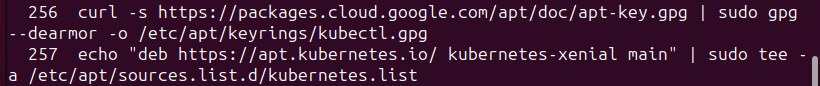 256  curl -s https://packages.cloud.google.com/apt/doc/apt-key.gpg | sudo gpg
--dearmor -o /etc/apt/keyrings/kubectl.gpg
257  echo "deb https://apt.kubernetes.io/ kubernetes-xenial main" | sudo tee -
a /etc/apt/sources.list.d/kubernetes.list